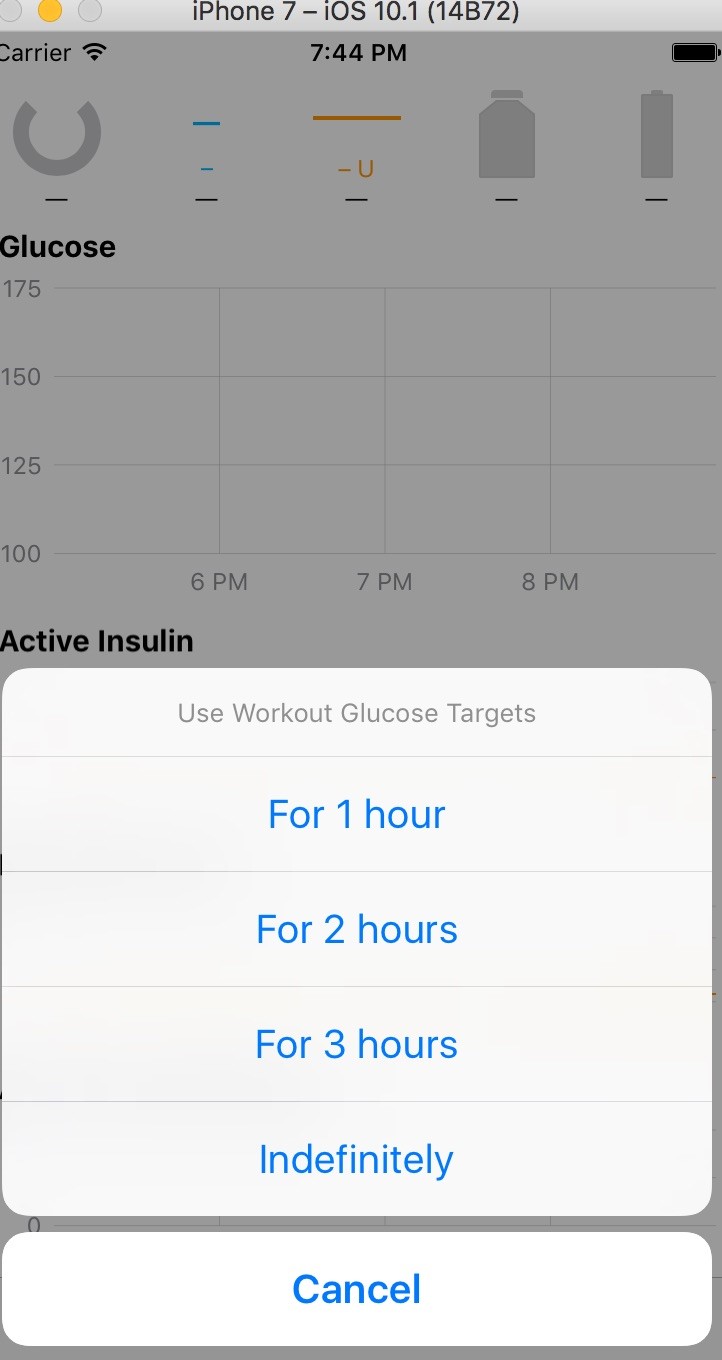 iPhone 7 – iOS 10.1 (14B72)
Carrier 7:44 PM
–
– U
— — — — —
Glucose
175
150
125
100
6 PM 7 PM 8 PM
Active Insulin
Use Workout Glucose Targets
For 1 hour
For 2 hours
For 3 hours
Indefinitely
0
Cancel